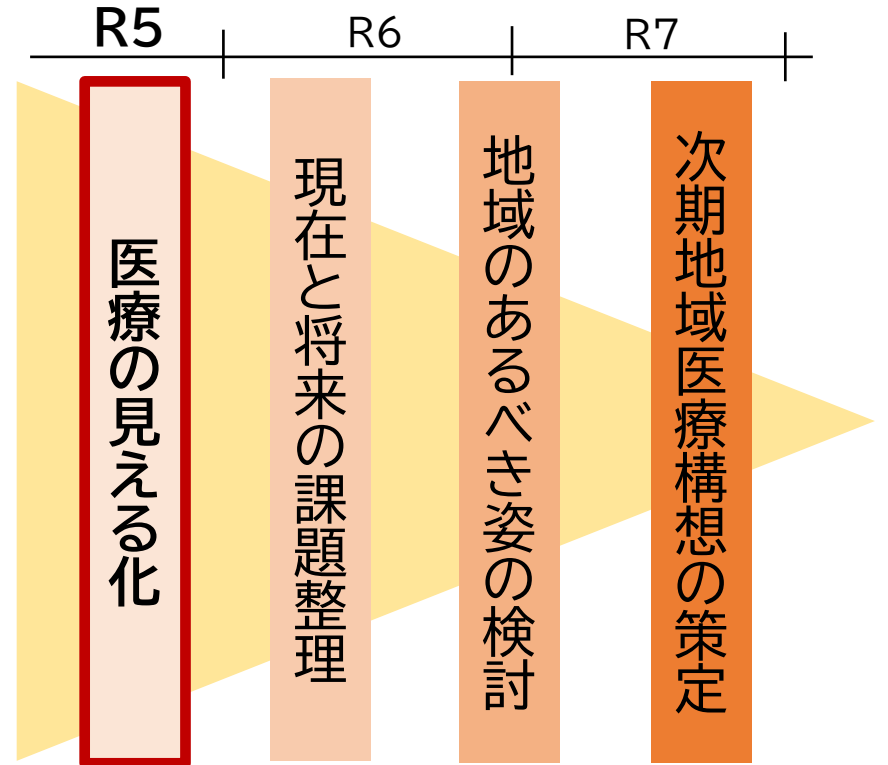 R5
R6
R7
医療の見える化
現在と将来の課題整理
地域のあるべき姿の検討
次期地域医療構想の策定